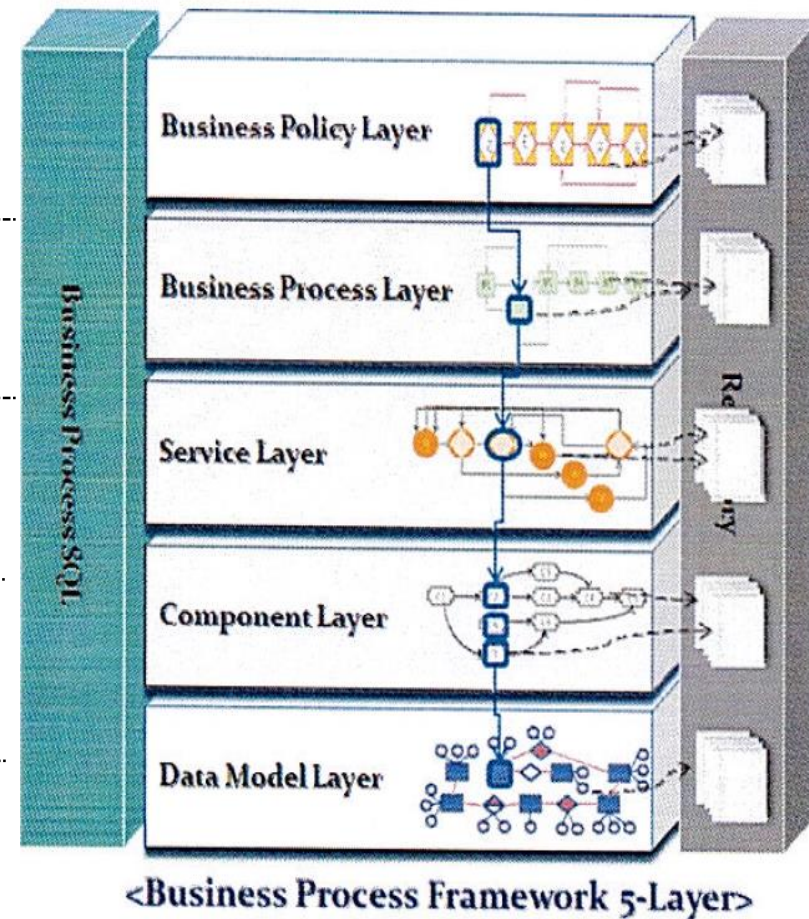 Business Process SQL
Business Policy Layer
Business Process Layer
Service Layer
Component Layer
Data Model Layer
<Business Process Framework 5-Layer>